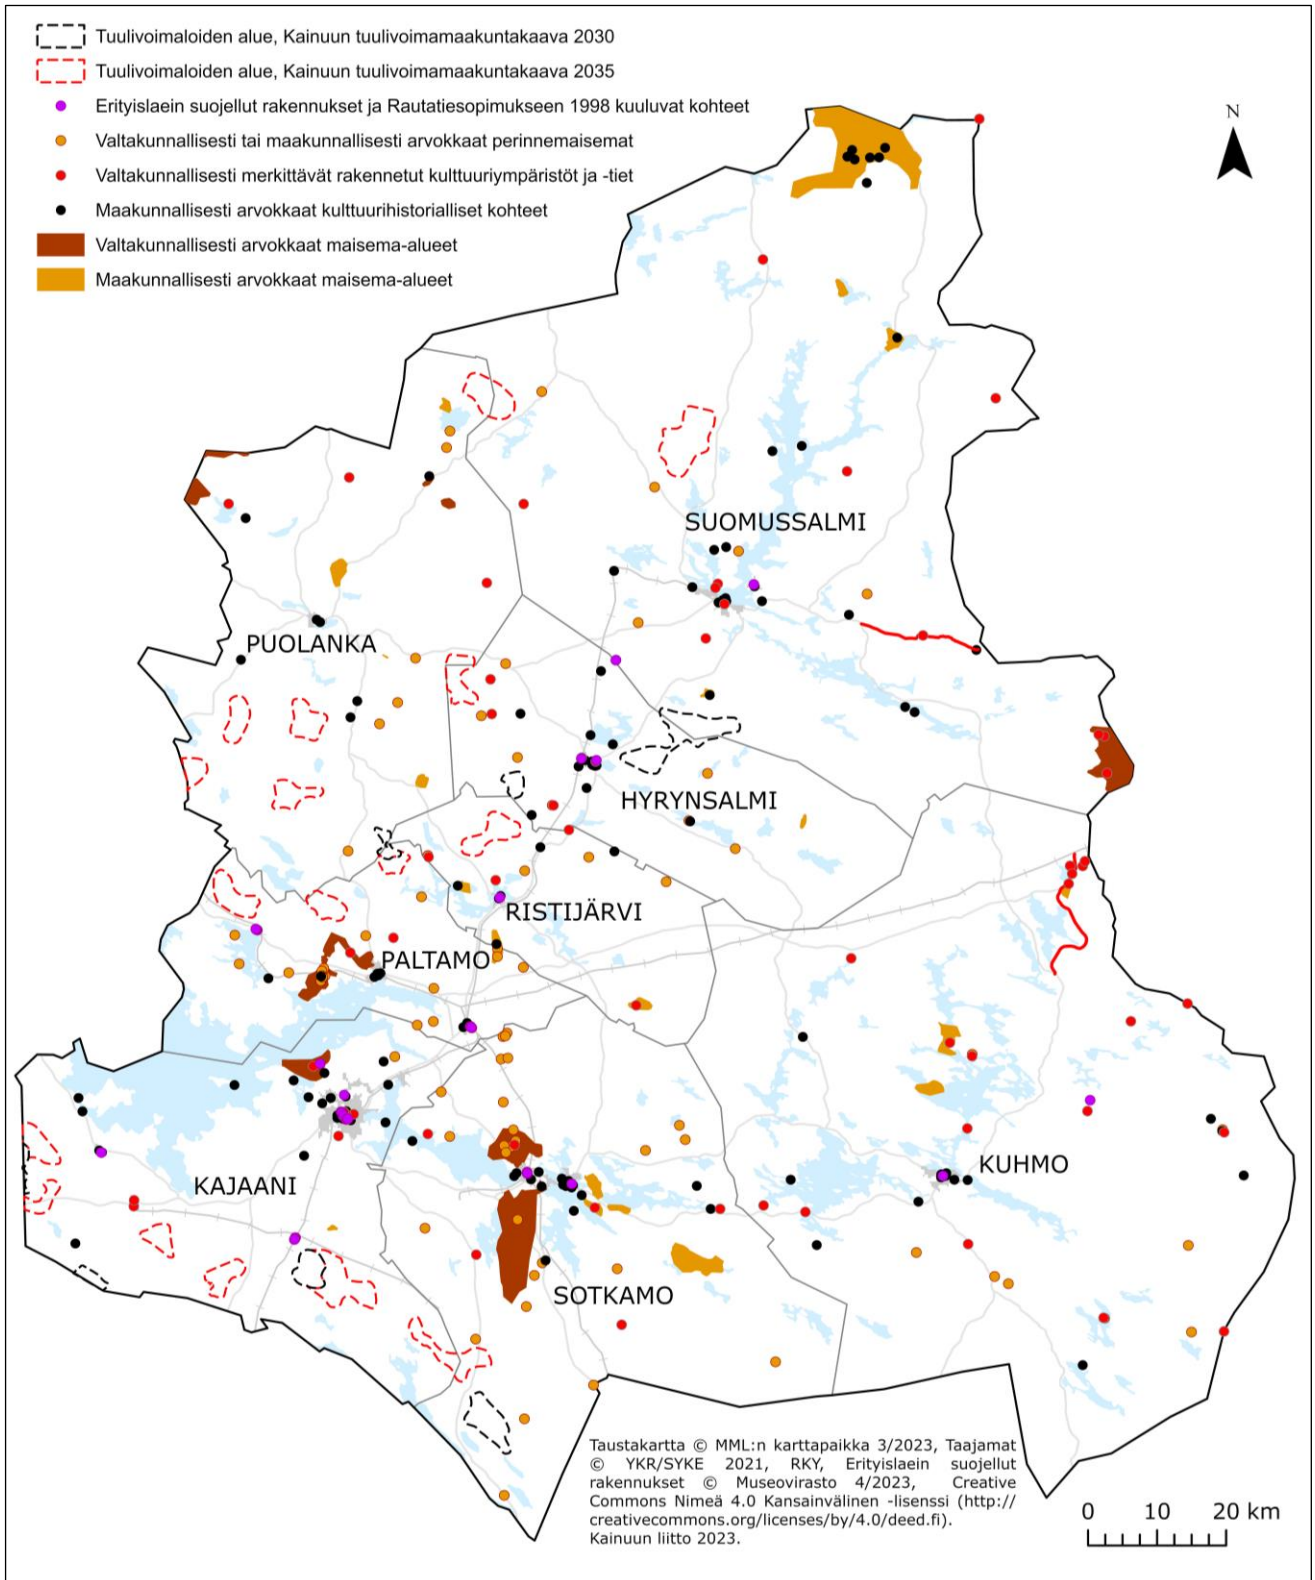 Tuulivoimaloiden alue, Kainuun tuulivoimamaakuntakaava 2030
Tuulivoimaloiden alue, Kainuun tuulivoimamaakuntakaava 2035
Erityislaein suojellut rakennukset ja Rautatiesopimukseen 1998 kuuluvat kohteet
Valtakunnallisesti tai maakunnallisesti arvokkaat perinnemaisemat
Valtakunnallisesti merkittävät rakennetut kulttuuriympäristöt ja -tiet
Maakunnallisesti arvokkaat kulttuurihistorialliset kohteet
Valtakunnallisesti arvokkaat maisema-alueet
Maakunnallisesti arvokkaat maisema-alueet
N
SUOMUSSALMI
PUOLANKA
HYRYNSALMI
RISTIJÄRVI
PALTAMO
KUHMO
KAJAANI
SOTKAMO
Taustakartta © MML:n karttapaikka 3/2023, Taajamat
© YKR/SYKE 2021, RKY, Erityislaein suojellut
rakennukset © Museovirasto 4/2023, Creative
Commons Nimeä 4.0 Kansainvälinen -lisenssi (http://
creativecommons.org/licenses/by/4.0/deed.fi).
Kainuun liitto 2023.
0 10 20 km